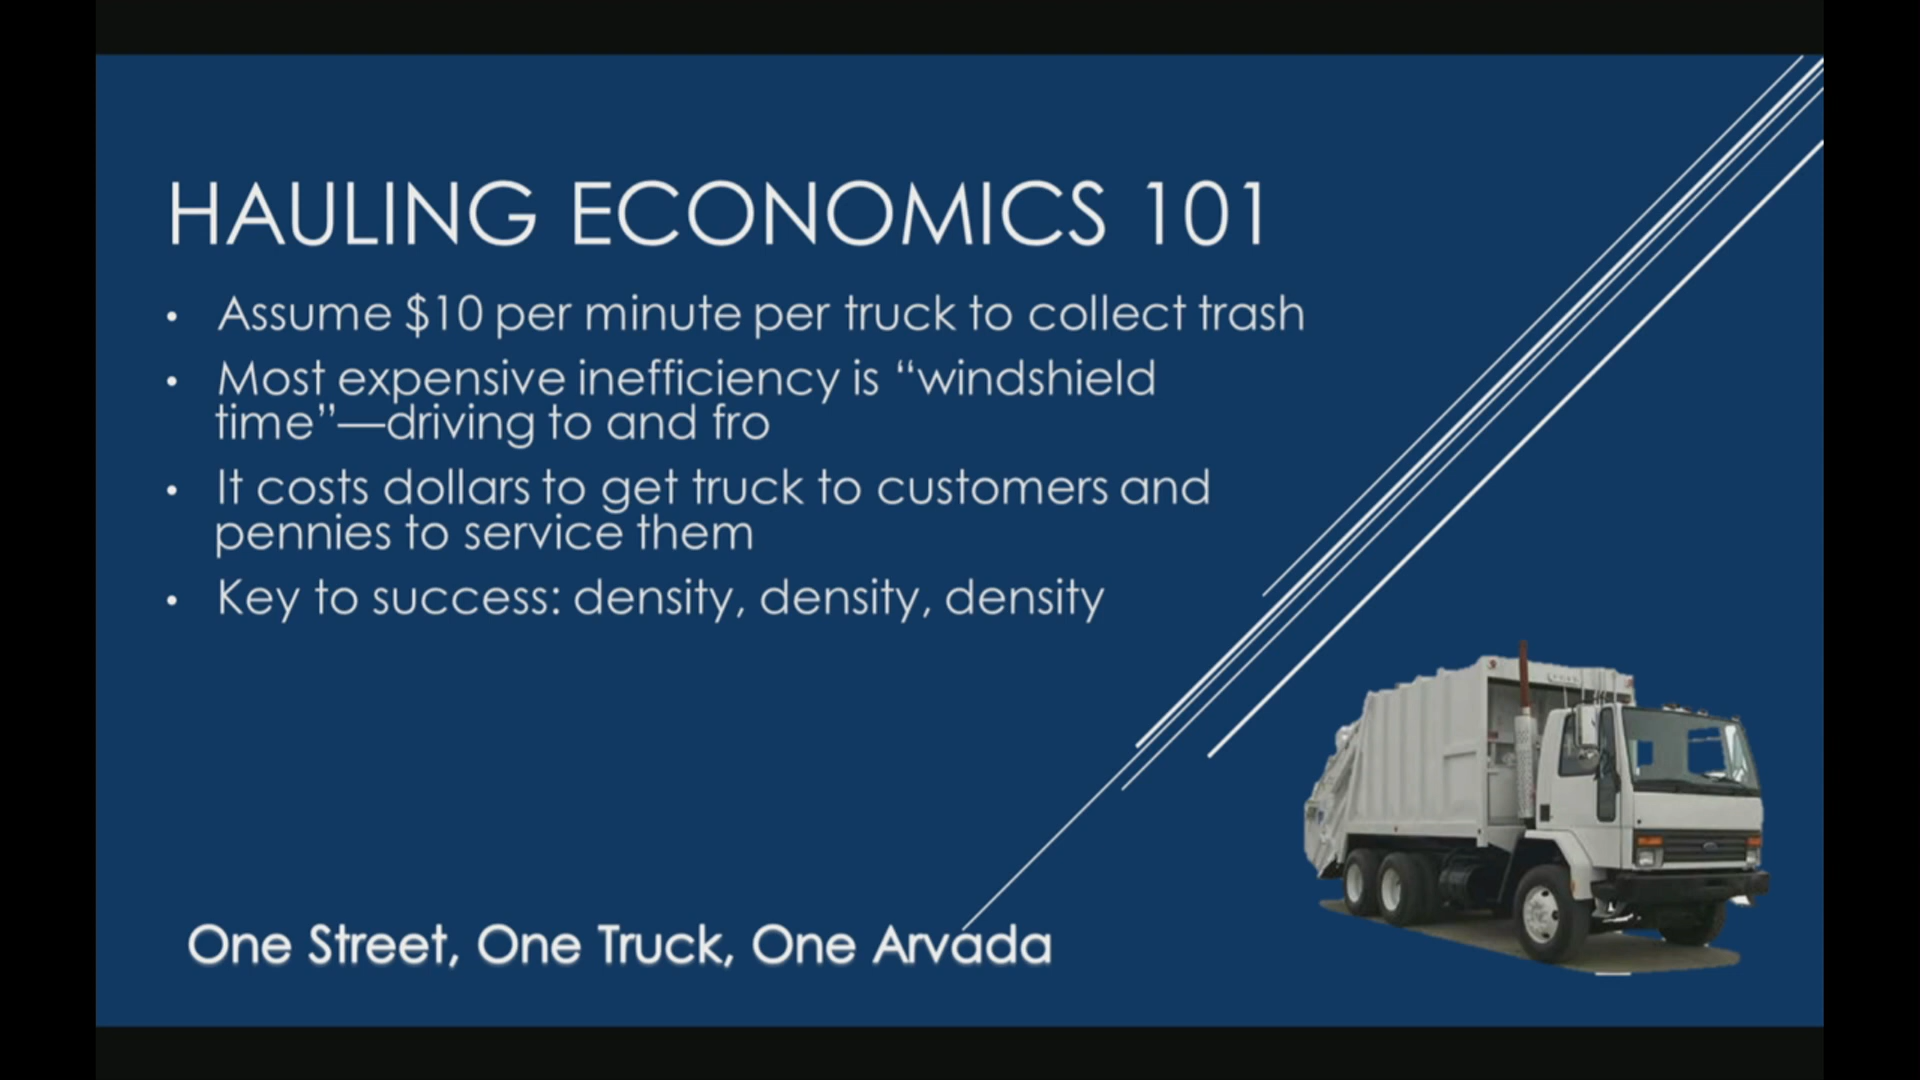 HAULING ECONOMICS 101
• Assume $10 per minute per truck to collect trash
• Most expensive inefficiency is “windshield
time”—driving to and fro
• It costs dollars to get truck to customers and
pennies to service them
• Key to success: density, density, density
One Street, One Truck, One Arvada